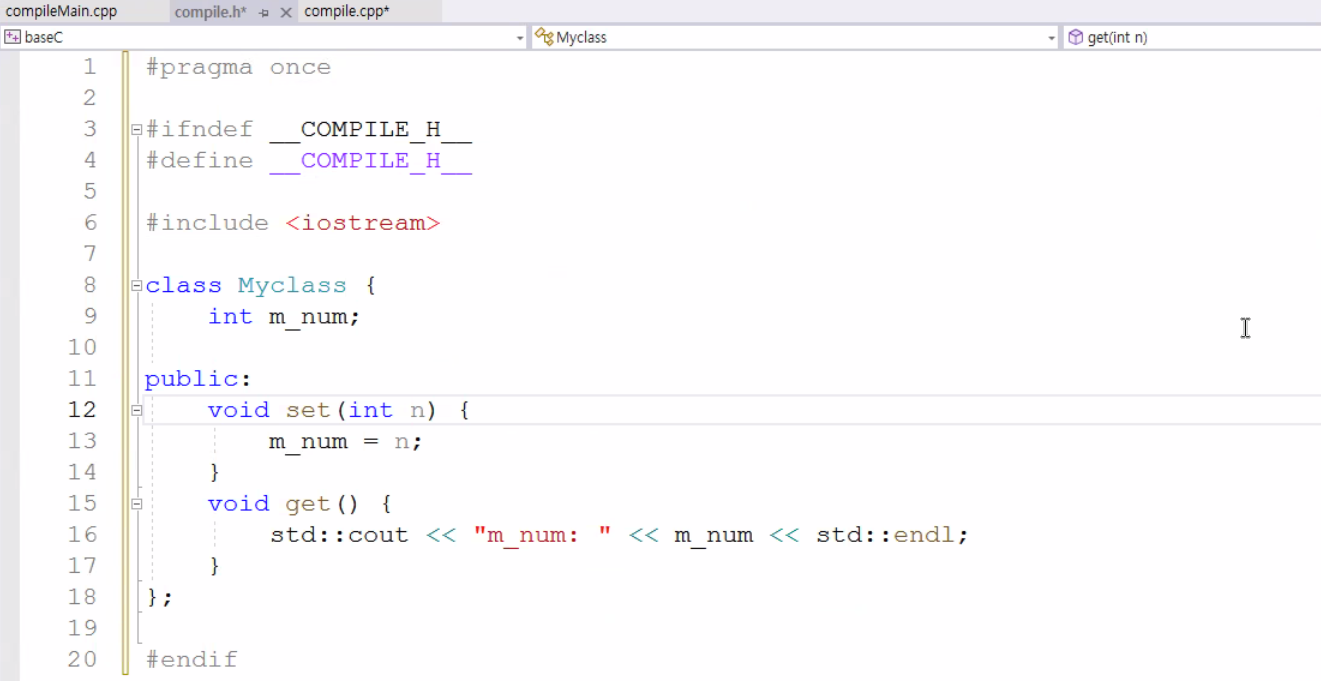 compileMain.cpp compile.h* compile.cpp*
baseC Myclass get(int n)
1 #pragma once
2
3 #ifndef __COMPILE_H__
4 #define __COMPILE_H__
5
6 #include <iostream>
7
8 class Myclass {
9 int m_num;
10
11 public:
12 void set(int n) {
13 m_num = n;
14 }
15 void get() {
16 std::cout << "m_num: " << m_num << std::endl;
17 }
18 };
19
20 #endif